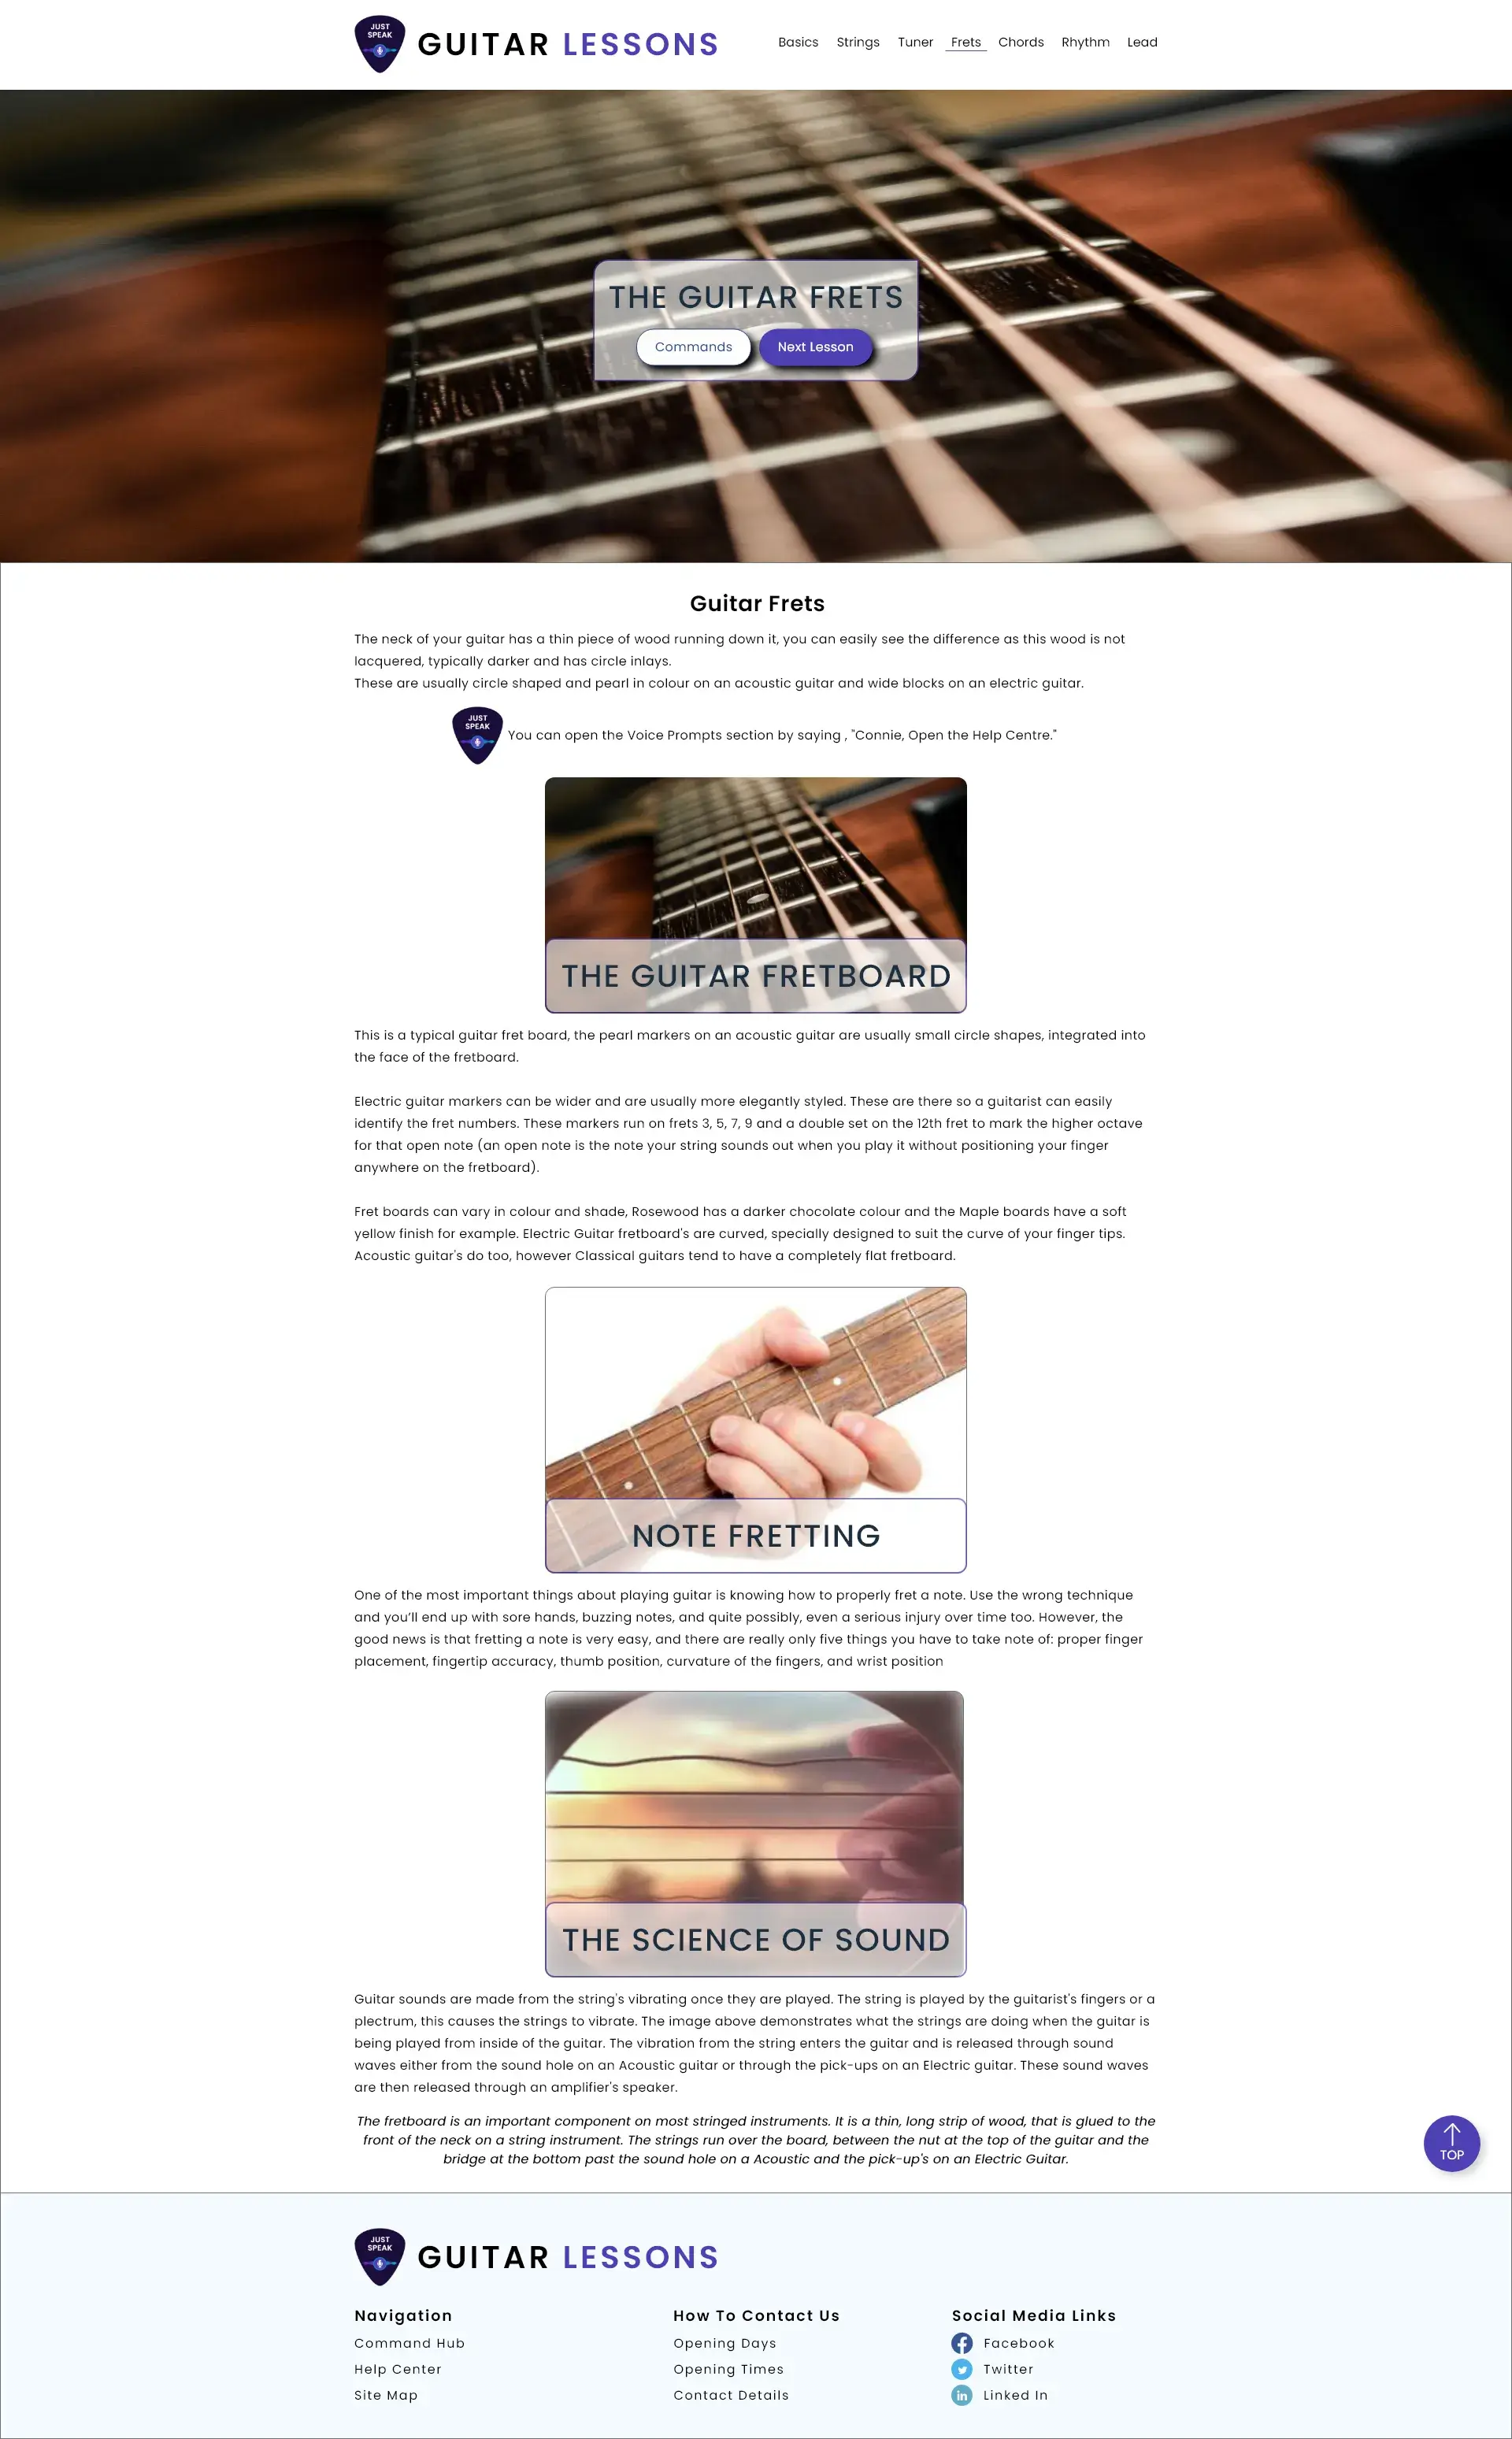 JUST
SPEAK
GUITAR LESSONS
Basics Strings Tuner Frets Chords Rhythm Lead
THE GUITAR FRETS
Commands Next Lesson
Guitar Frets
The neck of your guitar has a thin piece of wood running down it, you can easily see the difference as this wood is not
lacquered, typically darker and has circle inlays.
These are usually circle shaped and pearl in colour on an acoustic guitar and wide blocks on an electric guitar.
JUST
SPEAK
You can open the Voice Prompts section by saying , "Connie, Open the Help Centre."
THE GUITAR FRETBOARD
This is a typical guitar fret board, the pearl markers on an acoustic guitar are usually small circle shapes, integrated into
the face of the fretboard.
Electric guitar markers can be wider and are usually more elegantly styled. These are there so a guitarist can easily
identify the fret numbers. These markers run on frets 3, 5, 7, 9 and a double set on the 12th fret to mark the higher octave
for that open note (an open note is the note your string sounds out when you play it without positioning your finger
anywhere on the fretboard).
Fret boards can vary in colour and shade, Rosewood has a darker chocolate colour and the Maple boards have a soft
yellow finish for example. Electric Guitar fretboard's are curved, specially designed to suit the curve of your finger tips.
Acoustic guitar's do too, however Classical guitars tend to have a completely flat fretboard.
NOTE FRETTING
One of the most important things about playing guitar is knowing how to properly fret a note. Use the wrong technique
and you'll end up with sore hands, buzzing notes, and quite possibly, even a serious injury over time too. However, the
good news is that fretting a note is very easy, and there are really only five things you have to take note of: proper finger
placement, fingertip accuracy, thumb position, curvature of the fingers, and wrist position
THE SCIENCE OF SOUND
Guitar sounds are made from the string's vibrating once they are played. The string is played by the guitarist's fingers or a
plectrum, this causes the strings to vibrate. The image above demonstrates what the strings are doing when the guitar is
being played from inside of the guitar. The vibration from the string enters the guitar and is released through sound
waves either from the sound hole on an Acoustic guitar or through the pick-ups on an Electric guitar. These sound waves
are then released through an amplifier's speaker.
The fretboard is an important component on most stringed instruments. It is a thin, long strip of wood, that is glued to the
front of the neck on a string instrument. The strings run over the board, between the nut at the top of the guitar and the
bridge at the bottom past the sound hole on a Acoustic and the pick-up's on an Electric Guitar.
TOP
JUST
SPEAK
GUITAR LESSONS
Navigation
Command Hub
Help Center
Site Map
How To Contact Us
Opening Days
Opening Times
Contact Details
Social Media Links
Facebook
Twitter
in Linked In